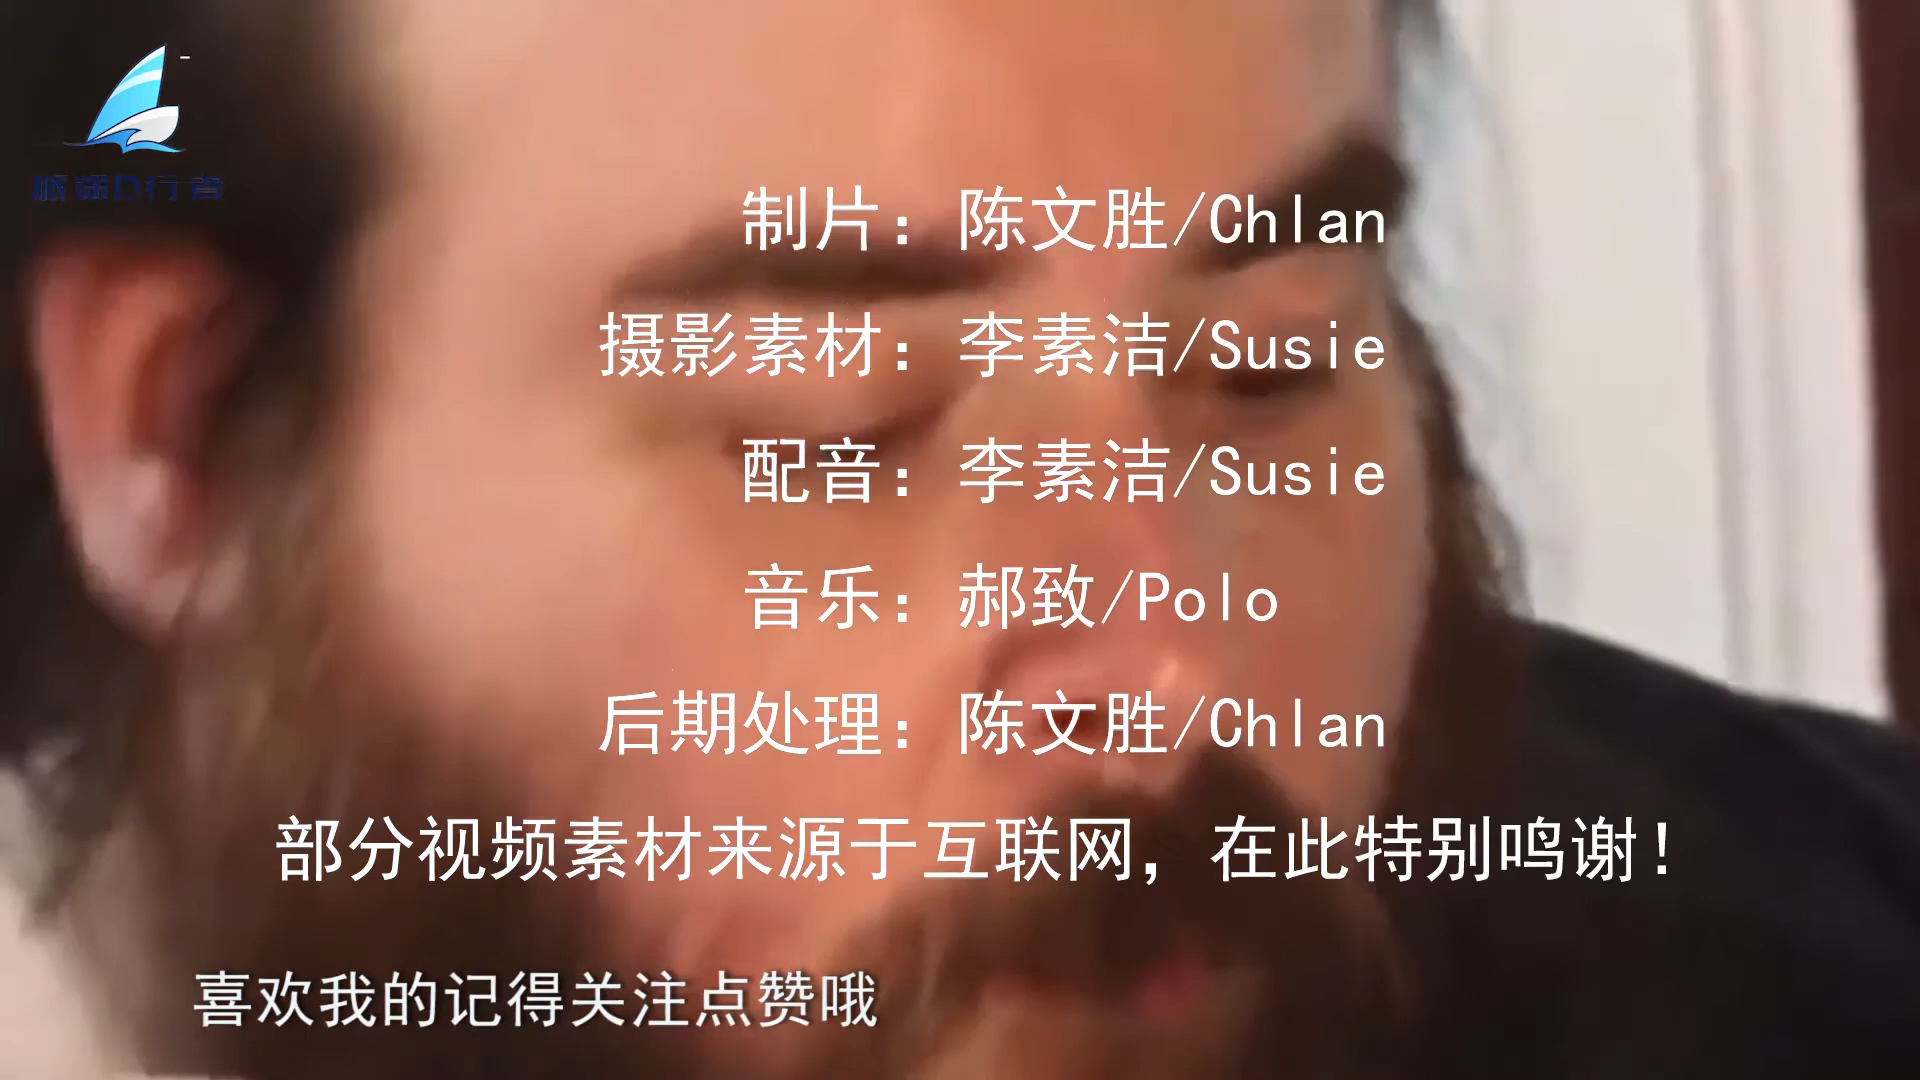 制片：陈文胜/Chlan
摄影素材：李素洁/Susie
配音：李素洁/Susie
音乐：郝致/Polo
后期处理：陈文胜/Chlan
部分视频素材来源于互联网，在此特别鸣谢！
喜欢我的记得关注点赞哦